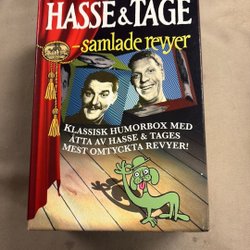 HASSE & TAGE
– samlade revyer
KLASSISK HUMORBOX MED
ÅTTA AV HASSE & TAGES
MEST OMTYCKTA REVYER!